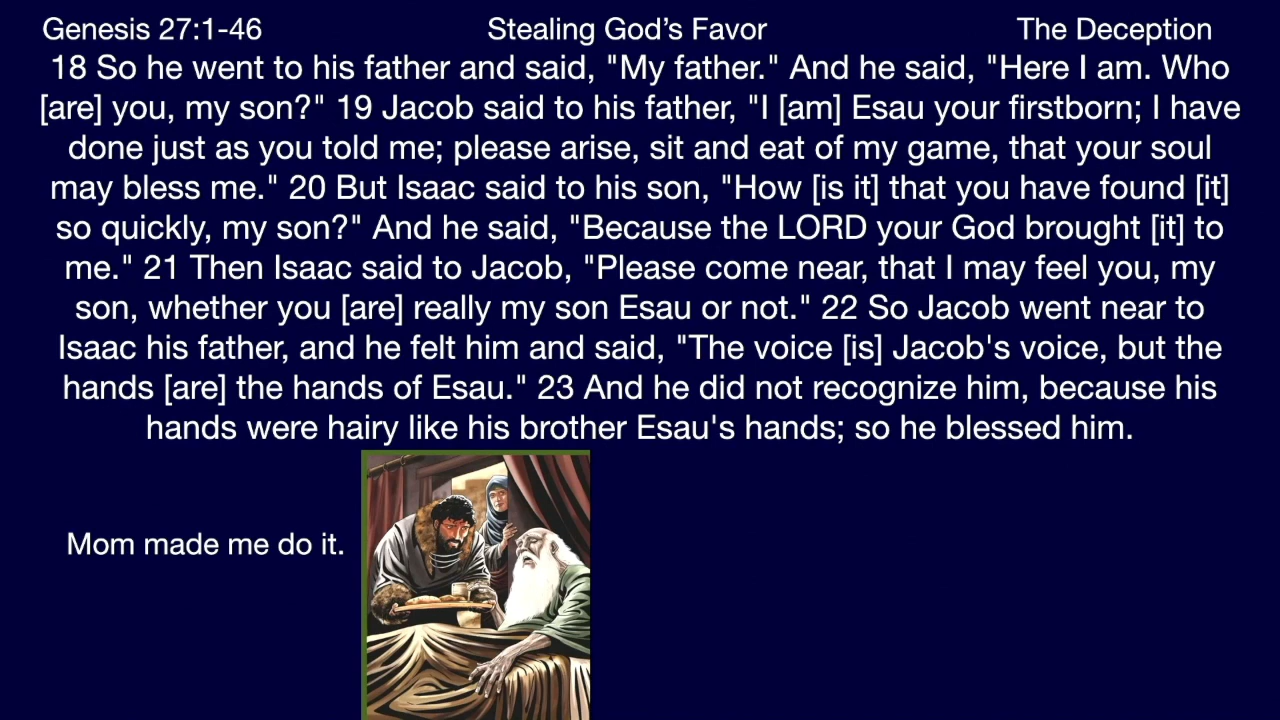 Genesis 27:1-46 Stealing God’s Favor The Deception
18 So he went to his father and said, "My father." And he said, "Here I am. Who
[are] you, my son?" 19 Jacob said to his father, "I [am] Esau your firstborn; I have
done just as you told me; please arise, sit and eat of my game, that your soul
may bless me." 20 But Isaac said to his son, "How [is it] that you have found [it]
so quickly, my son?" And he said, "Because the LORD your God brought [it] to
me." 21 Then Isaac said to Jacob, "Please come near, that I may feel you, my
son, whether you [are] really my son Esau or not." 22 So Jacob went near to
Isaac his father, and he felt him and said, "The voice [is] Jacob's voice, but the
hands [are] the hands of Esau." 23 And he did not recognize him, because his
hands were hairy like his brother Esau's hands; so he blessed him.
Mom made me do it.